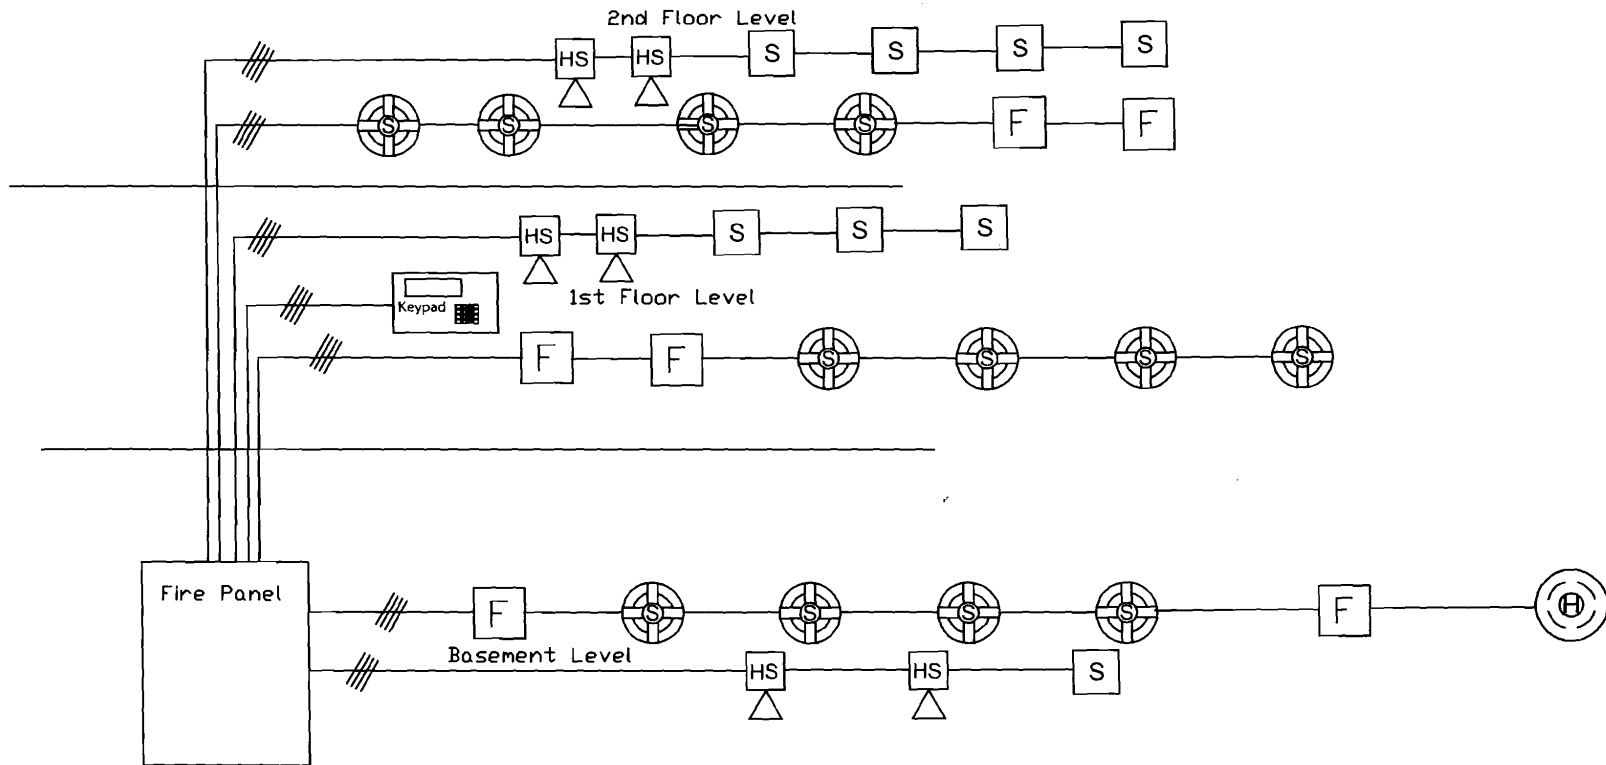 2nd Floor Level
HS HS S S S S
S S S S F F
HS HS S S S
Keypad
1st Floor Level
F F S S S S
Fire Panel
F S S S S F H
Basement Level
HS HS S